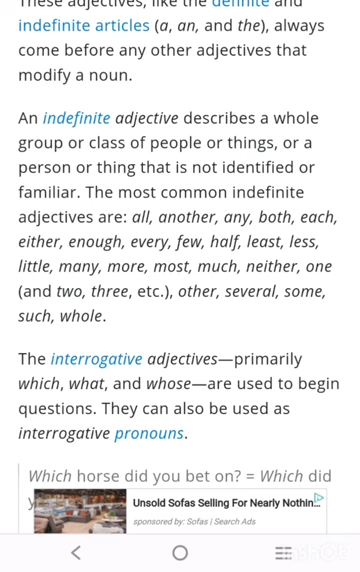 These adjectives, like the definite and
indefinite articles (a, an, and the), always
come before any other adjectives that
modify a noun.
An indefinite adjective describes a whole
group or class of people or things, or a
person or thing that is not identified or
familiar. The most common indefinite
adjectives are: all, another, any, both, each,
either, enough, every, few, half, least, less,
little, many, more, most, much, neither, one
(and two, three, etc.), other, several, some,
such, whole.
The interrogative adjectives—primarily
which, what, and whose—are used to begin
questions. They can also be used as
interrogative pronouns.
Which horse did you bet on? = Which did
Unsold Sofas Selling For Nearly Nothin...
sponsored by: Sofas | Search Ads